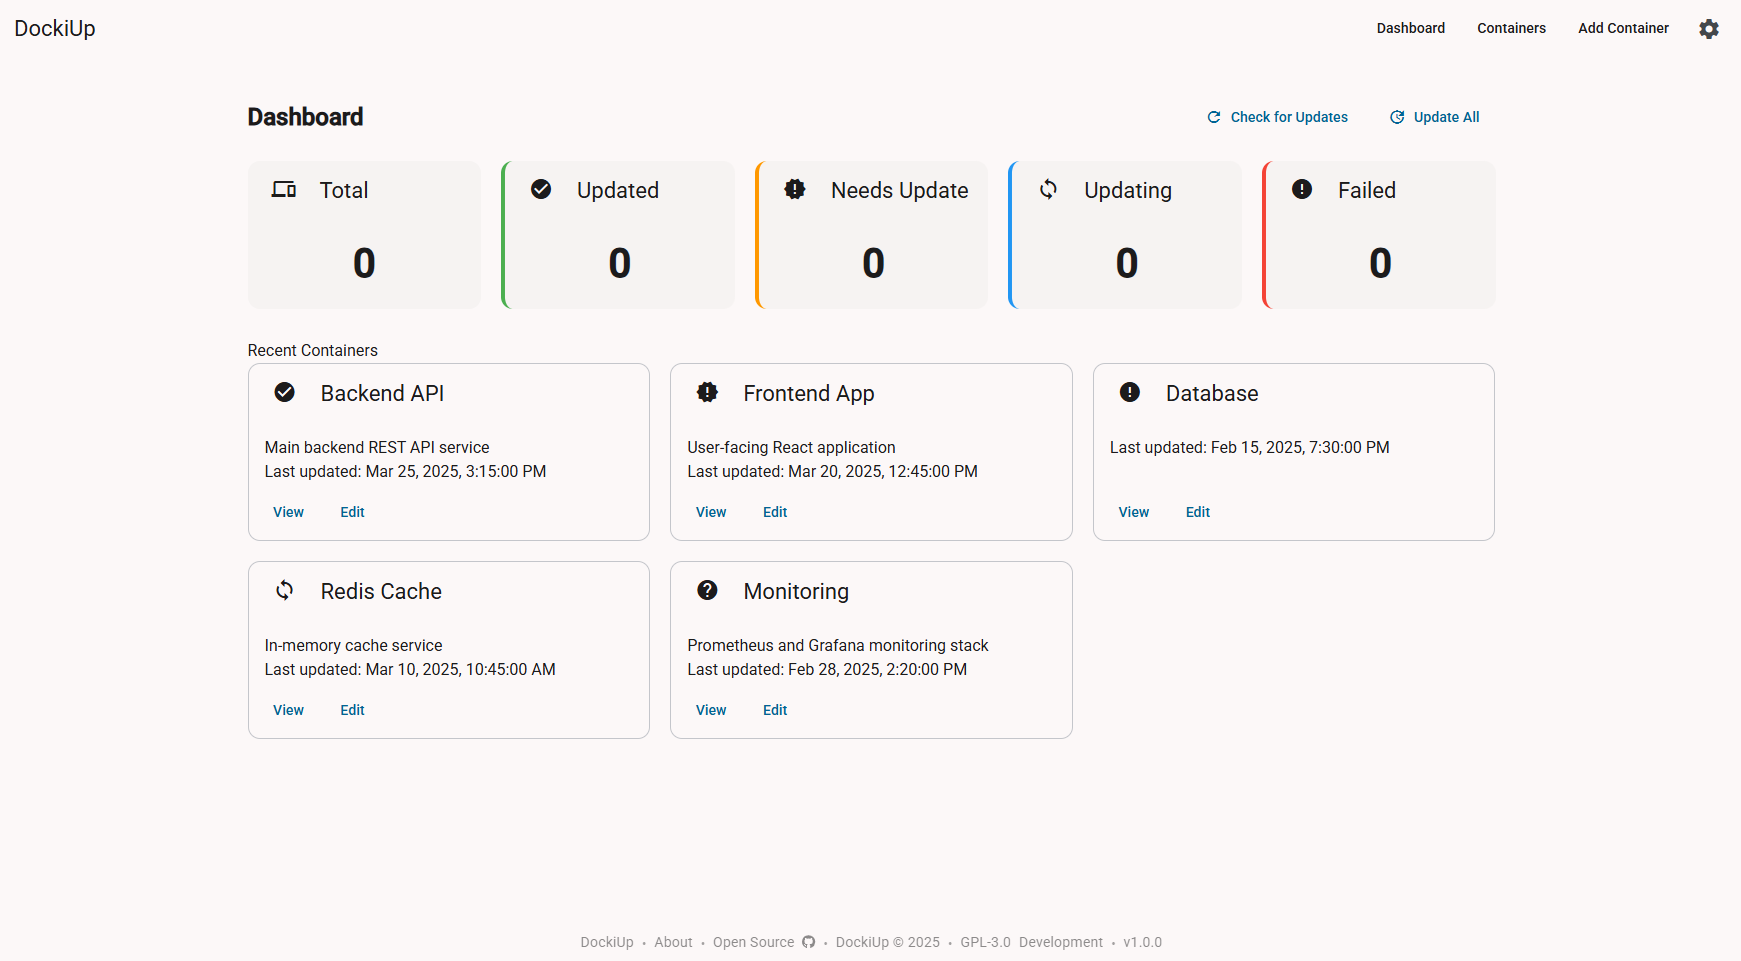 DockiUp
Dashboard Containers Add Container
Dashboard
Check for Updates Update All
Total Updated Needs Update Updating Failed
0 0 0 0 0
Recent Containers
Backend API Frontend App Database
Main backend REST API service User-facing React application Last updated: Feb 15, 2025, 7:30:00 PM
Last updated: Mar 25, 2025, 3:15:00 PM Last updated: Mar 20, 2025, 12:45:00 PM
View Edit View Edit View Edit
Redis Cache Monitoring
In-memory cache service Prometheus and Grafana monitoring stack
Last updated: Mar 10, 2025, 10:45:00 AM Last updated: Feb 28, 2025, 2:20:00 PM
View Edit View Edit
DockiUp • About • Open Source • DockiUp © 2025 • GPL-3.0 Development • v1.0.0